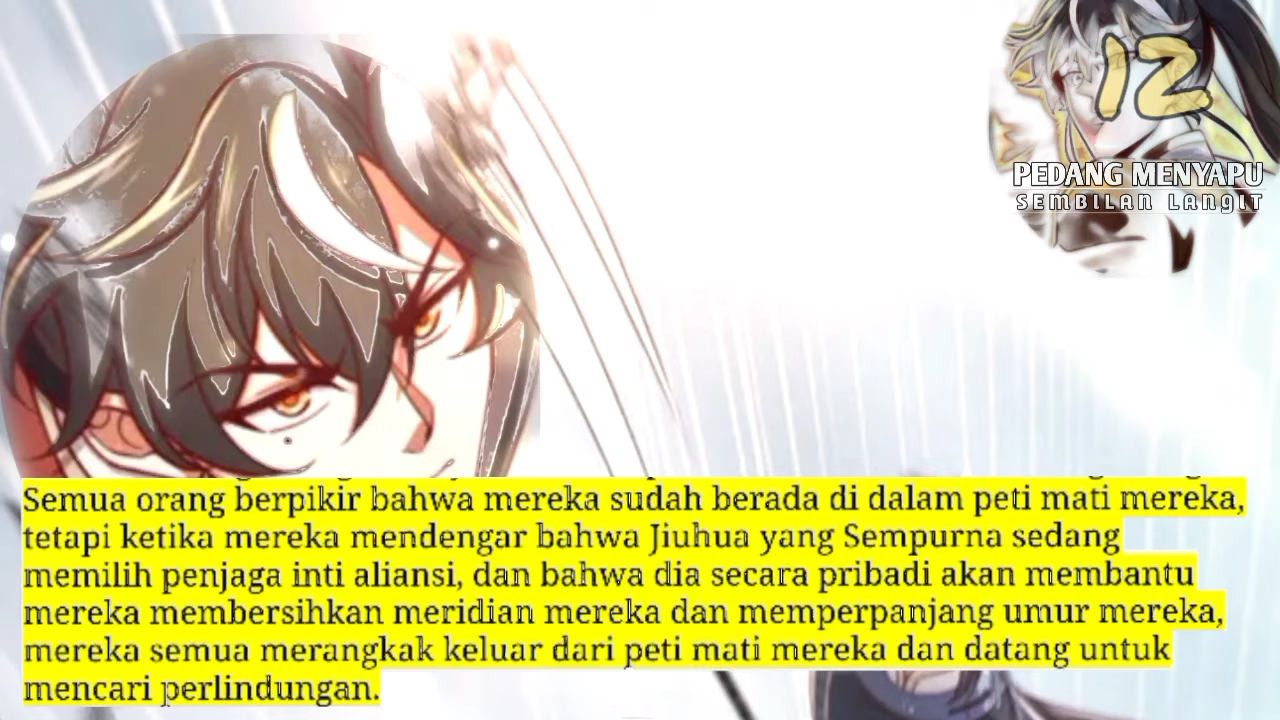 12
PEDANG MENYAPU
SEMBILAN LANGIT
Semua orang berpikir bahwa mereka sudah berada di dalam peti mati mereka,
tetapi ketika mereka mendengar bahwa Jiuhua yang Sempurna sedang
memilih penjaga inti aliansi, dan bahwa dia secara pribadi akan membantu
mereka membersihkan meridian mereka dan memperpanjang umur mereka,
mereka semua merangkak keluar dari peti mati mereka dan datang untuk
mencari perlindungan.